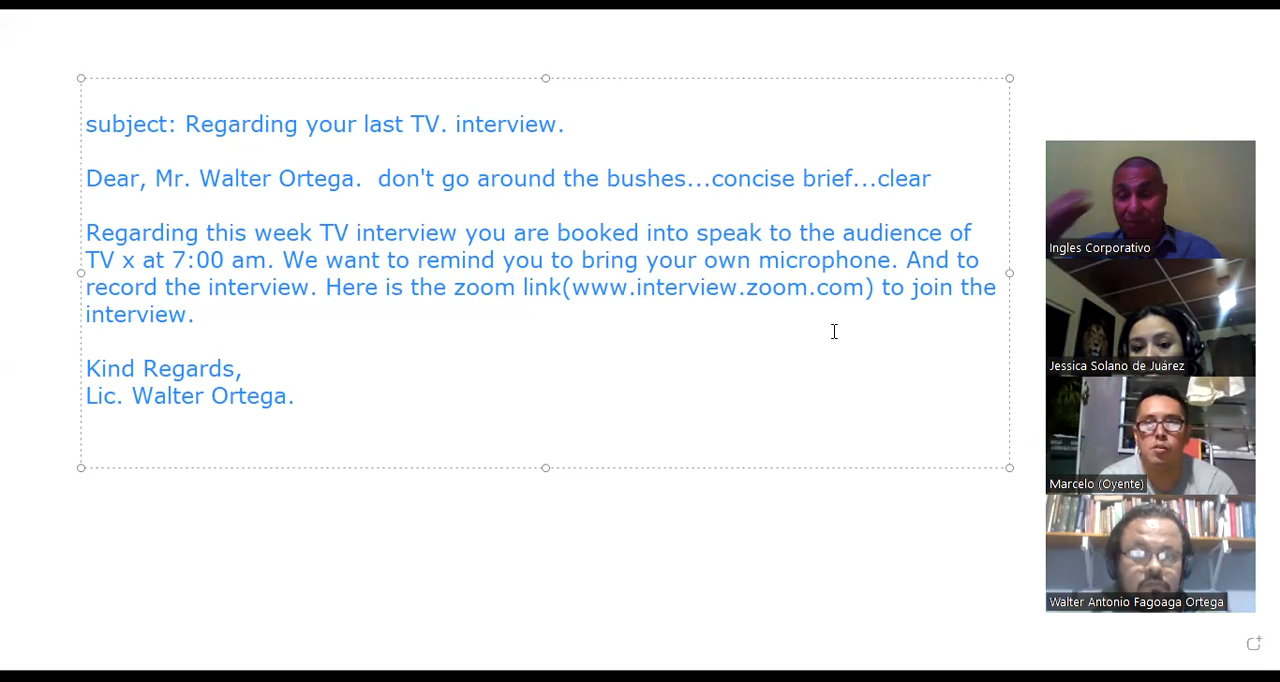 subject: Regarding your last TV. interview.
Dear, Mr. Walter Ortega.  don't go around the bushes...concise brief...clear
Regarding this week TV interview you are booked into speak to the audience of
TV x at 7:00 am. We want to remind you to bring your own microphone. And to
record the interview. Here is the zoom link(www.interview.zoom.com) to join the
interview.
Kind Regards,
Lic. Walter Ortega.
Ingles Corporativo
Jessica Solano de Juárez
Marcelo (Oyente)
Walter Antonio Fagoaga Ortega